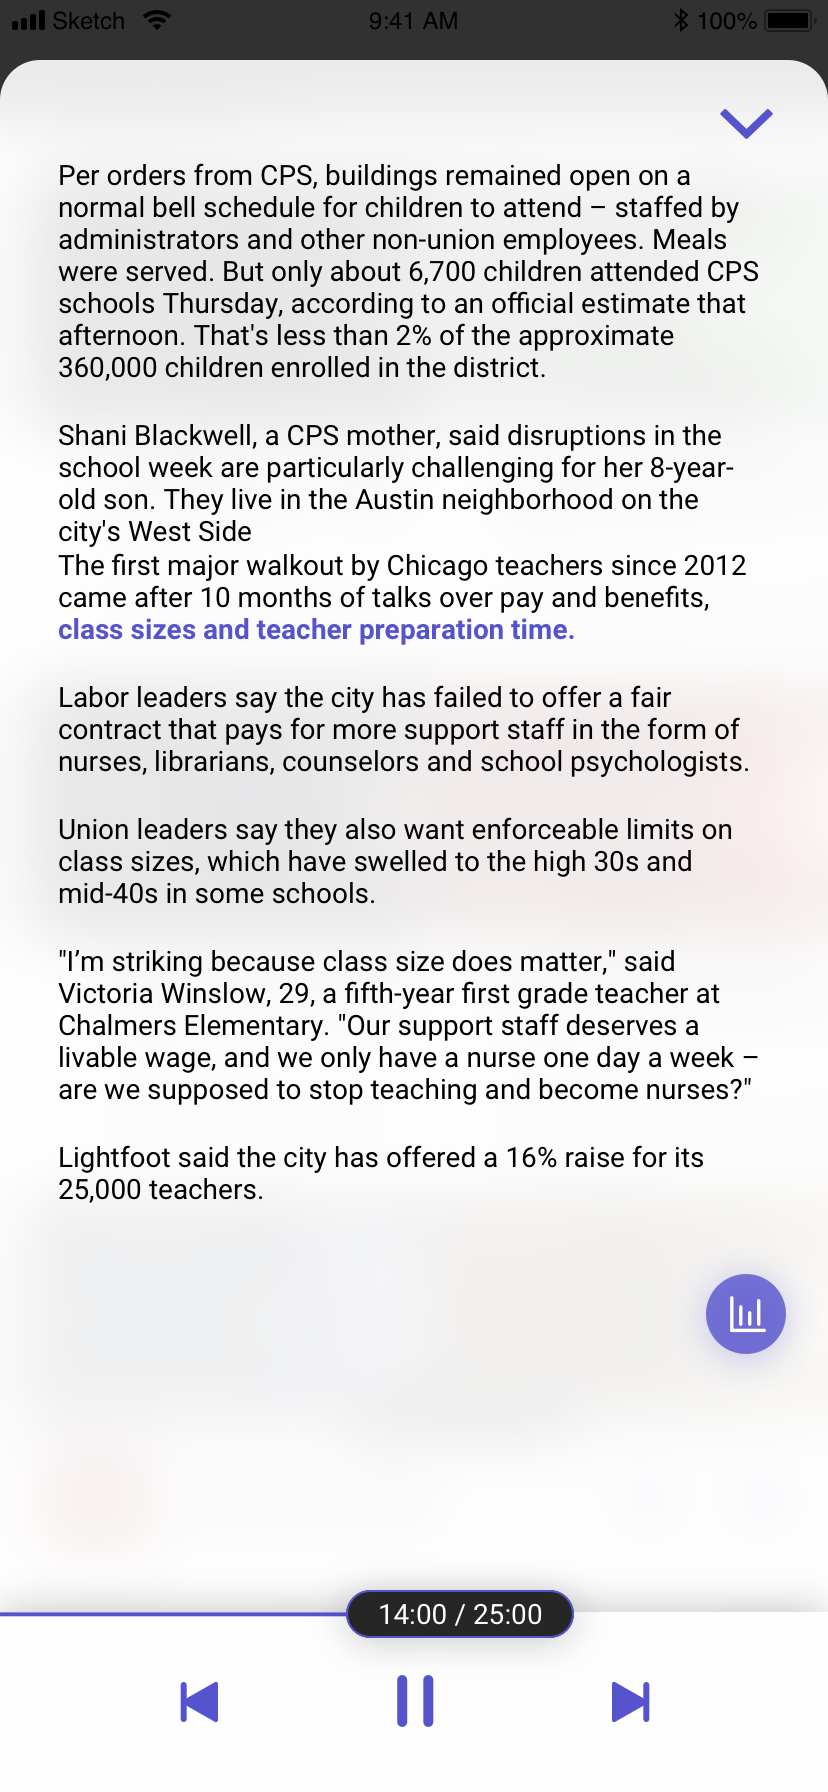 Sketch 9:41 AM 100%
Per orders from CPS, buildings remained open on a
normal bell schedule for children to attend – staffed by
administrators and other non-union employees. Meals
were served. But only about 6,700 children attended CPS
schools Thursday, according to an official estimate that
afternoon. That's less than 2% of the approximate
360,000 children enrolled in the district.
Shani Blackwell, a CPS mother, said disruptions in the
school week are particularly challenging for her 8-year-
old son. They live in the Austin neighborhood on the
city's West Side
The first major walkout by Chicago teachers since 2012
came after 10 months of talks over pay and benefits,
class sizes and teacher preparation time.
Labor leaders say the city has failed to offer a fair
contract that pays for more support staff in the form of
nurses, librarians, counselors and school psychologists.
Union leaders say they also want enforceable limits on
class sizes, which have swelled to the high 30s and
mid-40s in some schools.
"I’m striking because class size does matter," said
Victoria Winslow, 29, a fifth-year first grade teacher at
Chalmers Elementary. "Our support staff deserves a
livable wage, and we only have a nurse one day a week –
are we supposed to stop teaching and become nurses?"
Lightfoot said the city has offered a 16% raise for its
25,000 teachers.
14:00 / 25:00